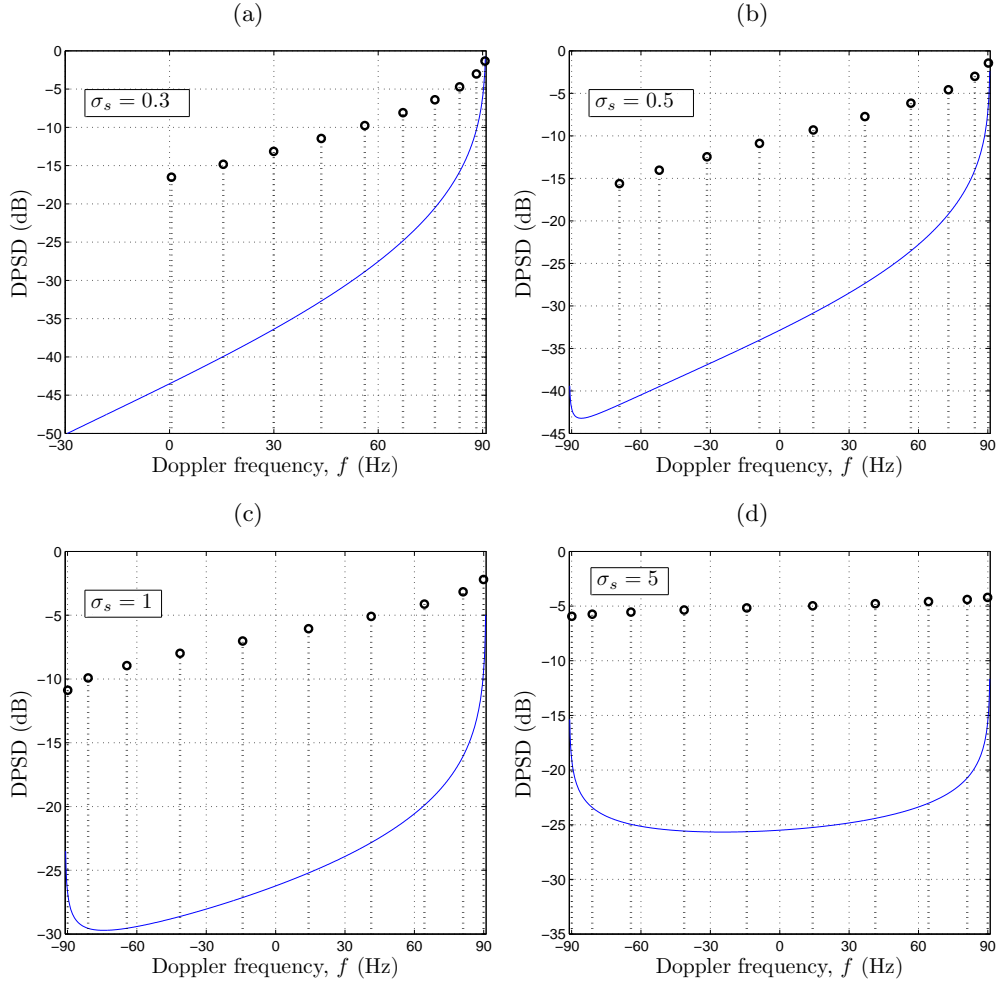 (a)
0
−5
−10
−15
−20
−25
−30
−35
−40
−45
−50
DPSD (dB)
σₛ = 0.3
−30 0 30 60 90
Doppler frequency, f (Hz)
(b)
0
−5
−10
−15
−20
−25
−30
−35
−40
−45
DPSD (dB)
σₛ = 0.5
−90 −60 −30 0 30 60 90
Doppler frequency, f (Hz)
(c)
0
−5
−10
−15
−20
−25
−30
DPSD (dB)
σₛ = 1
−90 −60 −30 0 30 60 90
Doppler frequency, f (Hz)
(d)
0
−5
−10
−15
−20
−25
−30
−35
DPSD (dB)
σₛ = 5
−90 −60 −30 0 30 60 90
Doppler frequency, f (Hz)